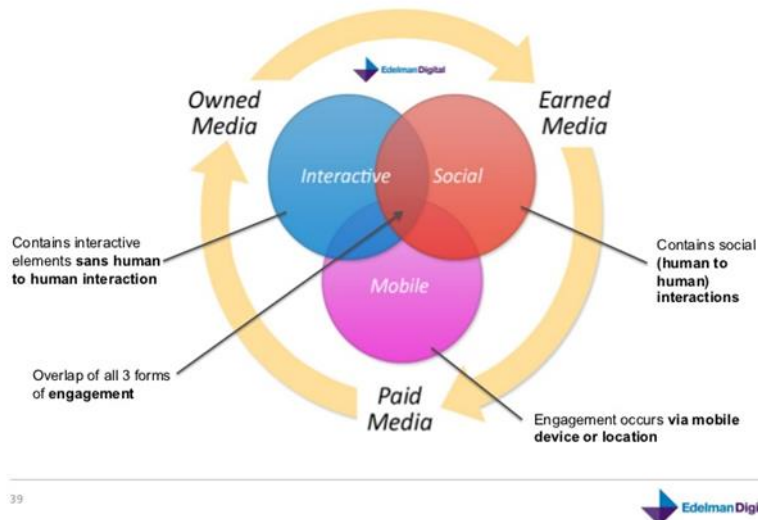 Edelman Digital
Owned
Media
Earned
Media
Interactive
Social
Mobile
Contains interactive
elements sans human
to human interaction
Contains social
(human to
human)
interactions
Overlap of all 3 forms
of engagement
Paid
Media
Engagement occurs via mobile
device or location
39
Edelman Digi